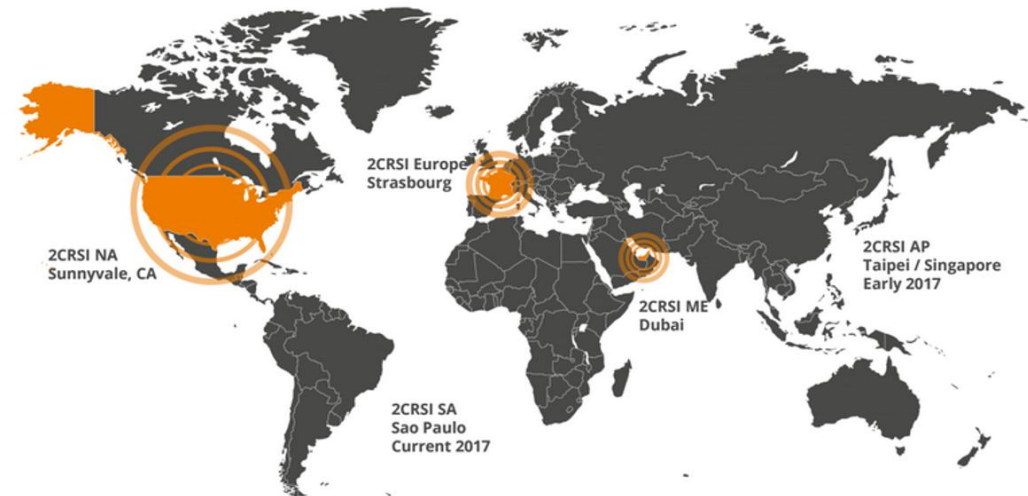 2CRSI Europe
Strasbourg
2CRSI NA
Sunnyvale, CA
2CRSI AP
Taipei / Singapore
Early 2017
2CRSI ME
Dubai
2CRSI SA
Sao Paulo
Current 2017